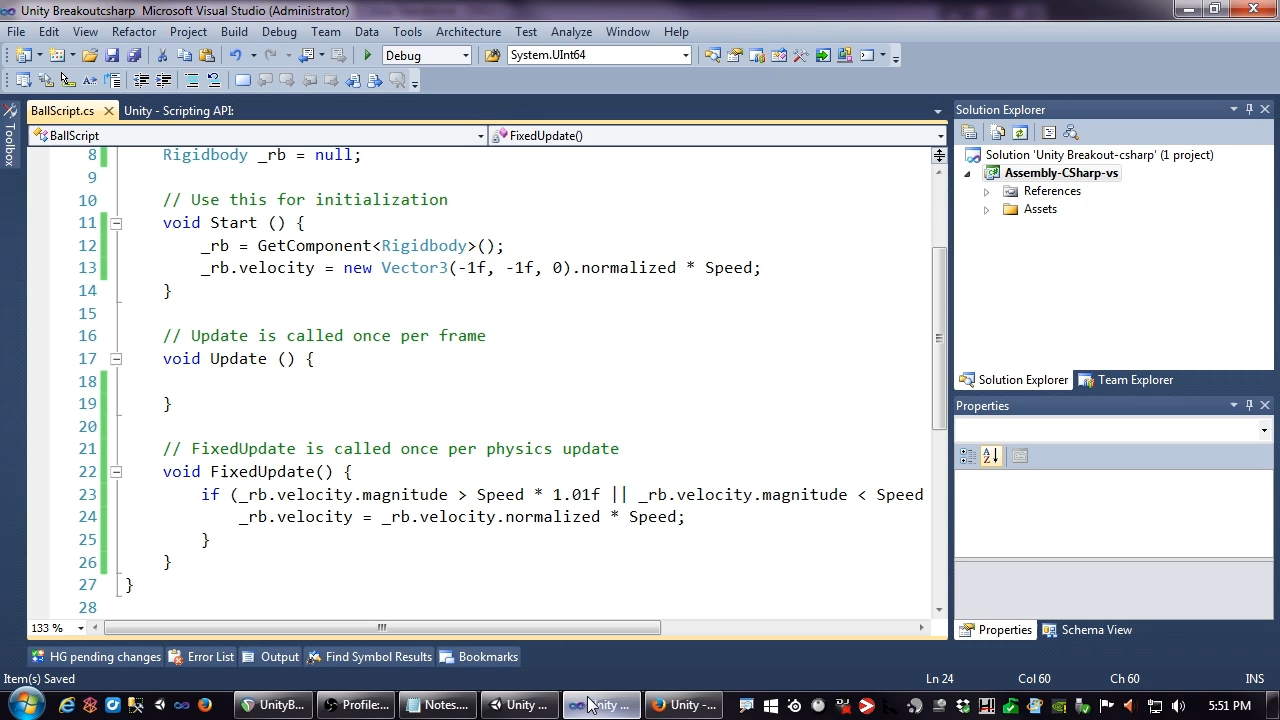 Unity Breakoutcsharp - Microsoft Visual Studio (Administrator)
File Edit View Refactor Project Build Debug Team Data Tools Architecture Test Analyze Window Help
Debug System.UInt64
BallScript.cs Unity - Scripting API:
BallScript FixedUpdate()
Toolbox
8 Rigidbody _rb = null;
9
10 // Use this for initialization
11 void Start () {
12 _rb = GetComponent<Rigidbody>();
13 _rb.velocity = new Vector3(-1f, -1f, 0).normalized * Speed;
14 }
15
16 // Update is called once per frame
17 void Update () {
18
19 }
20
21 // FixedUpdate is called once per physics update
22 void FixedUpdate() {
23 if (_rb.velocity.magnitude > Speed * 1.01f || _rb.velocity.magnitude < Speed
24 _rb.velocity = _rb.velocity.normalized * Speed;
25 }
26 }
27 }
28
133 %
Solution Explorer
Solution 'Unity Breakout-csharp' (1 project)
Assembly-CSharp-vs
References
Assets
Solution Explorer Team Explorer
Properties
Properties Schema View
HG pending changes Error List Output Find Symbol Results Bookmarks
Item(s) Saved Ln 24 Col 60 Ch 60 INS
UnityB... Profile:... Notes.... Unity ... Unity ... Unity -... 5:51 PM